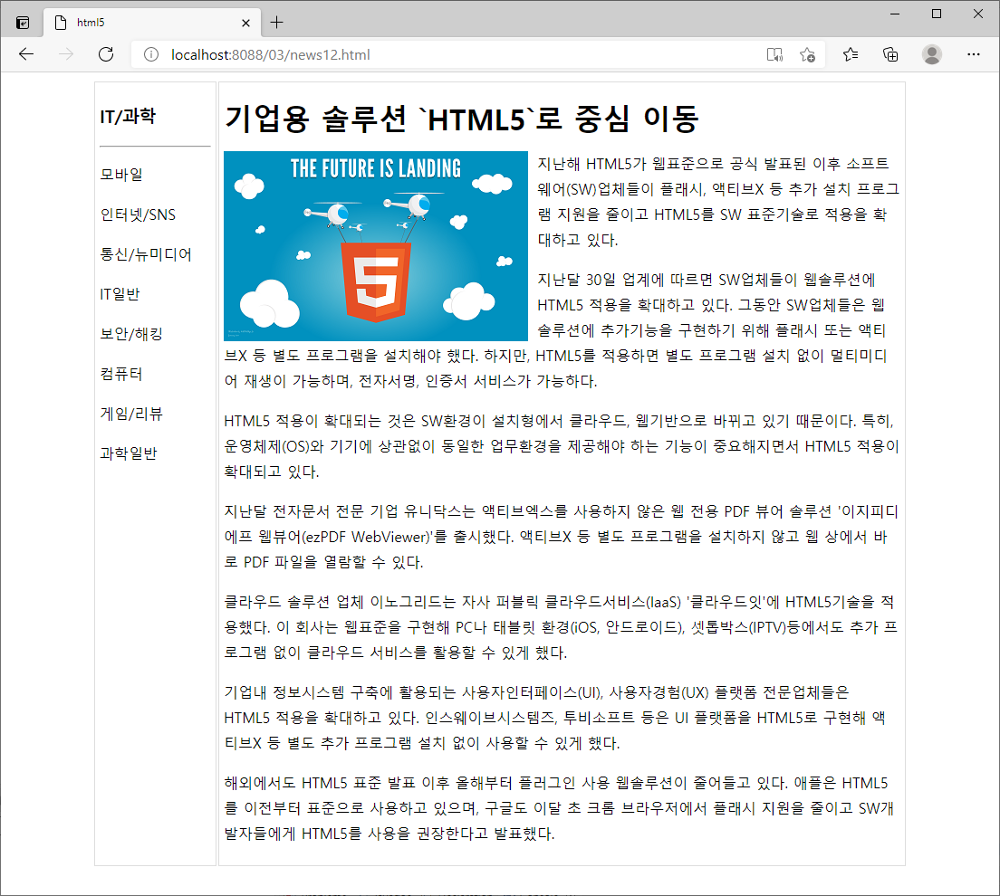 html5
localhost:8088/03/news12.html
IT/과학
모바일
인터넷/SNS
통신/뉴미디어
IT일반
보안/해킹
컴퓨터
게임/리뷰
과학일반
기업용 솔루션 `HTML5`로 중심 이동
THE FUTURE IS LANDING
5
지난해 HTML5가 웹표준으로 공식 발표된 이후 소프트
웨어(SW)업체들이 플래시, 액티브X 등 추가 설치 프로그
램 지원을 줄이고 HTML5를 SW 표준기술로 적용을 확
대하고 있다.
지난달 30일 업계에 따르면 SW업체들이 웹솔루션에
HTML5 적용을 확대하고 있다. 그동안 SW업체들은 웹
솔루션에 추가기능을 구현하기 위해 플래시 또는 액티
브X 등 별도 프로그램을 설치해야 했다. 하지만, HTML5를 적용하면 별도 프로그램 설치 없이 멀티미디
어 재생이 가능하며, 전자서명, 인증서 서비스가 가능하다.
HTML5 적용이 확대되는 것은 SW환경이 설치형에서 클라우드, 웹기반으로 바뀌고 있기 때문이다. 특히,
운영체제(OS)와 기기에 상관없이 동일한 업무환경을 제공해야 하는 기능이 중요해지면서 HTML5 적용이
확대되고 있다.
지난달 전자문서 전문 기업 유니닥스는 액티브엑스를 사용하지 않은 웹 전용 PDF 뷰어 솔루션 '이지피디
에프 웹뷰어(ezPDF WebViewer)'를 출시했다. 액티브X 등 별도 프로그램을 설치하지 않고 웹 상에서 바
로 PDF 파일을 열람할 수 있다.
클라우드 솔루션 업체 이노그리드는 자사 퍼블릭 클라우드서비스(IaaS) '클라우드잇'에 HTML5기술을 적
용했다. 이 회사는 웹표준을 구현해 PC나 태블릿 환경(iOS, 안드로이드), 셋톱박스(IPTV)등에서도 추가 프
로그램 없이 클라우드 서비스를 활용할 수 있게 했다.
기업내 정보시스템 구축에 활용되는 사용자인터페이스(UI), 사용자경험(UX) 플랫폼 전문업체들은
HTML5 적용을 확대하고 있다. 인스웨이브시스템즈, 투비소프트 등은 UI 플랫폼을 HTML5로 구현해 액
티브X 등 별도 추가 프로그램 설치 없이 사용할 수 있게 했다.
해외에서도 HTML5 표준 발표 이후 올해부터 플러그인 사용 웹솔루션이 줄어들고 있다. 애플은 HTML5
를 이전부터 표준으로 사용하고 있으며, 구글도 이달 초 크롬 브라우저에서 플래시 지원을 줄이고 SW개
발자들에게 HTML5를 사용을 권장한다고 발표했다.